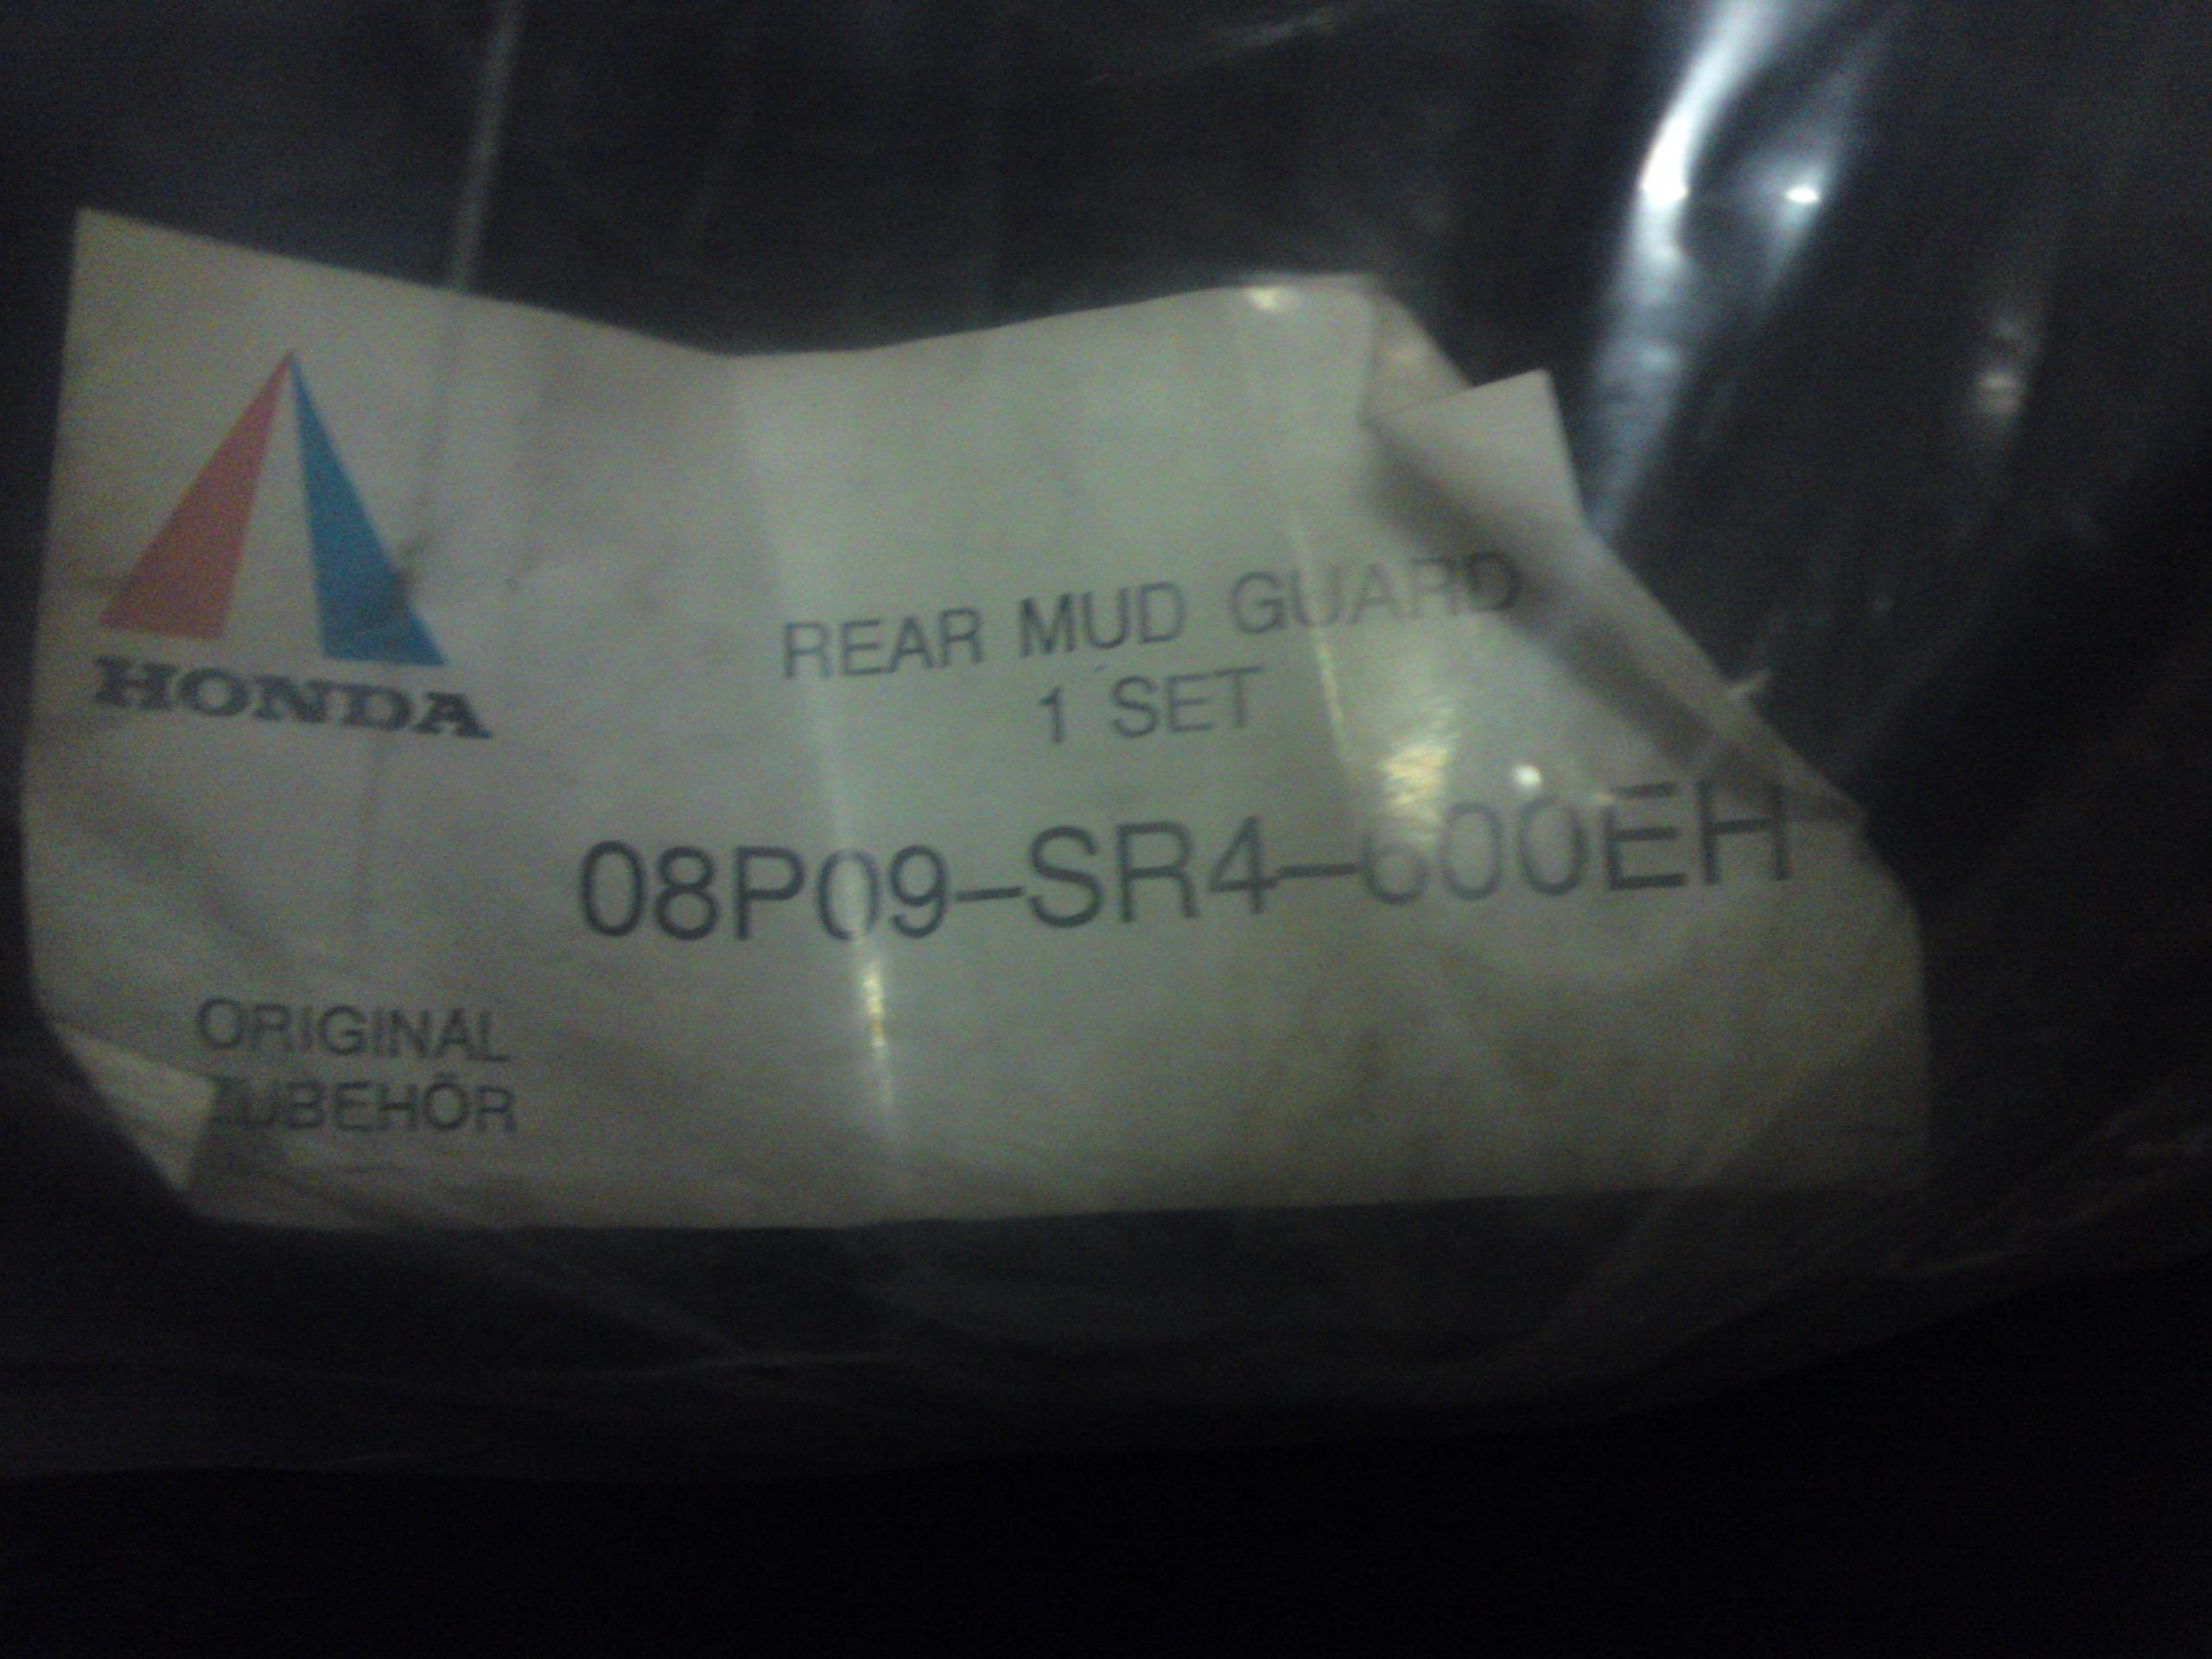 HONDA
REAR MUD GUARD
1 SET
08P09-SR4-600EH
ORIGINAL
ZUBEHÖR